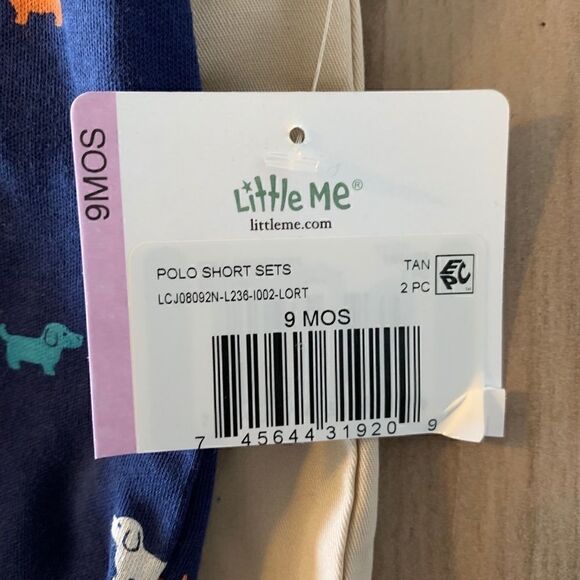 9MOS
Little Me®
littleme.com
POLO SHORT SETS TAN
LCJ08092N-L236-I002-LORT 2 PC
EPC
9 MOS
7 45644 31920 9